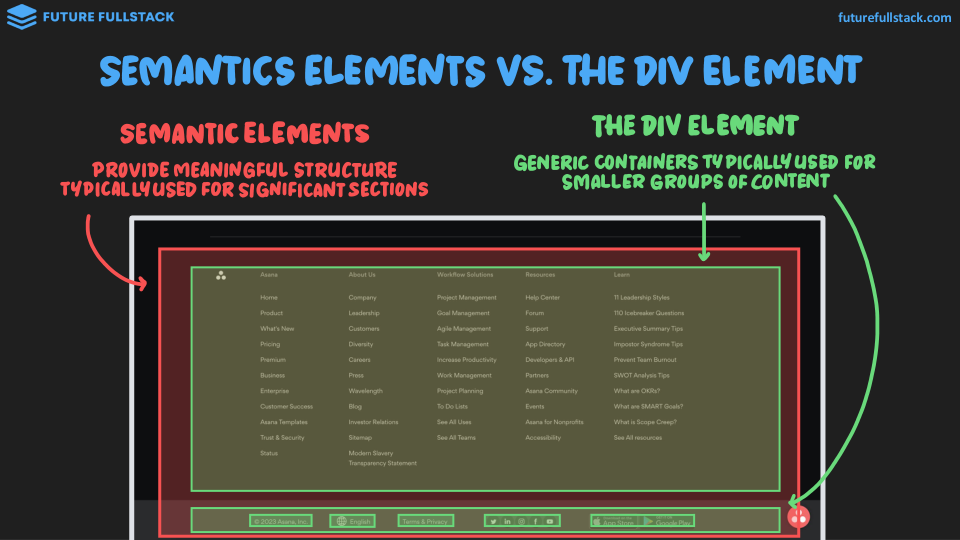 FUTURE FULLSTACK
futurefullstack.com
SEMANTICS ELEMENTS VS. THE DIV ELEMENT
SEMANTIC ELEMENTS
PROVIDE MEANINGFUL STRUCTURE
TYPICALLY USED FOR SIGNIFICANT SECTIONS
THE DIV ELEMENT
GENERIC CONTAINERS TYPICALLY USED FOR
SMALLER GROUPS OF CONTENT
Asana
Home
Product
What's New
Pricing
Premium
Business
Enterprise
Customer Success
Asana Templates
Trust & Security
Status
About Us
Company
Leadership
Customers
Diversity
Careers
Press
Wavelength
Blog
Investor Relations
Sitemap
Modern Slavery
Transparency Statement
Workflow Solutions
Project Management
Goal Management
Agile Management
Task Management
Increase Productivity
Work Management
Project Planning
To Do Lists
See All Uses
See All Teams
Resources
Help Center
Forum
Support
App Directory
Developers & API
Partners
Asana Community
Events
Asana for Nonprofits
Accessibility
Learn
11 Leadership Styles
110 Icebreaker Questions
Executive Summary Tips
Impostor Syndrome Tips
Prevent Team Burnout
SWOT Analysis Tips
What are OKRs?
What are SMART Goals?
What is Scope Creep?
See All resources
© 2023 Asana, Inc.
English
Terms & Privacy
App Store
Google Play